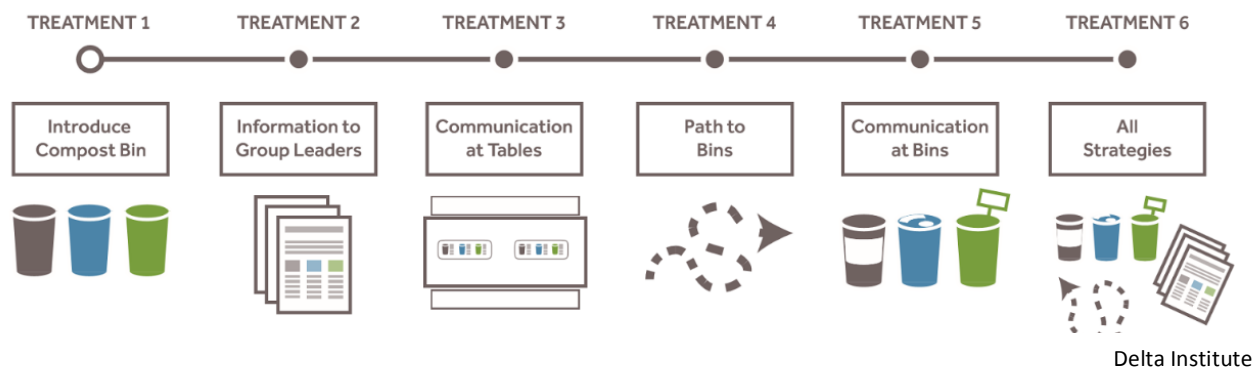 TREATMENT 1
TREATMENT 2
TREATMENT 3
TREATMENT 4
TREATMENT 5
TREATMENT 6
Introduce
Compost Bin
Information to
Group Leaders
Communication
at Tables
Path to
Bins
Communication
at Bins
All
Strategies
Delta Institute